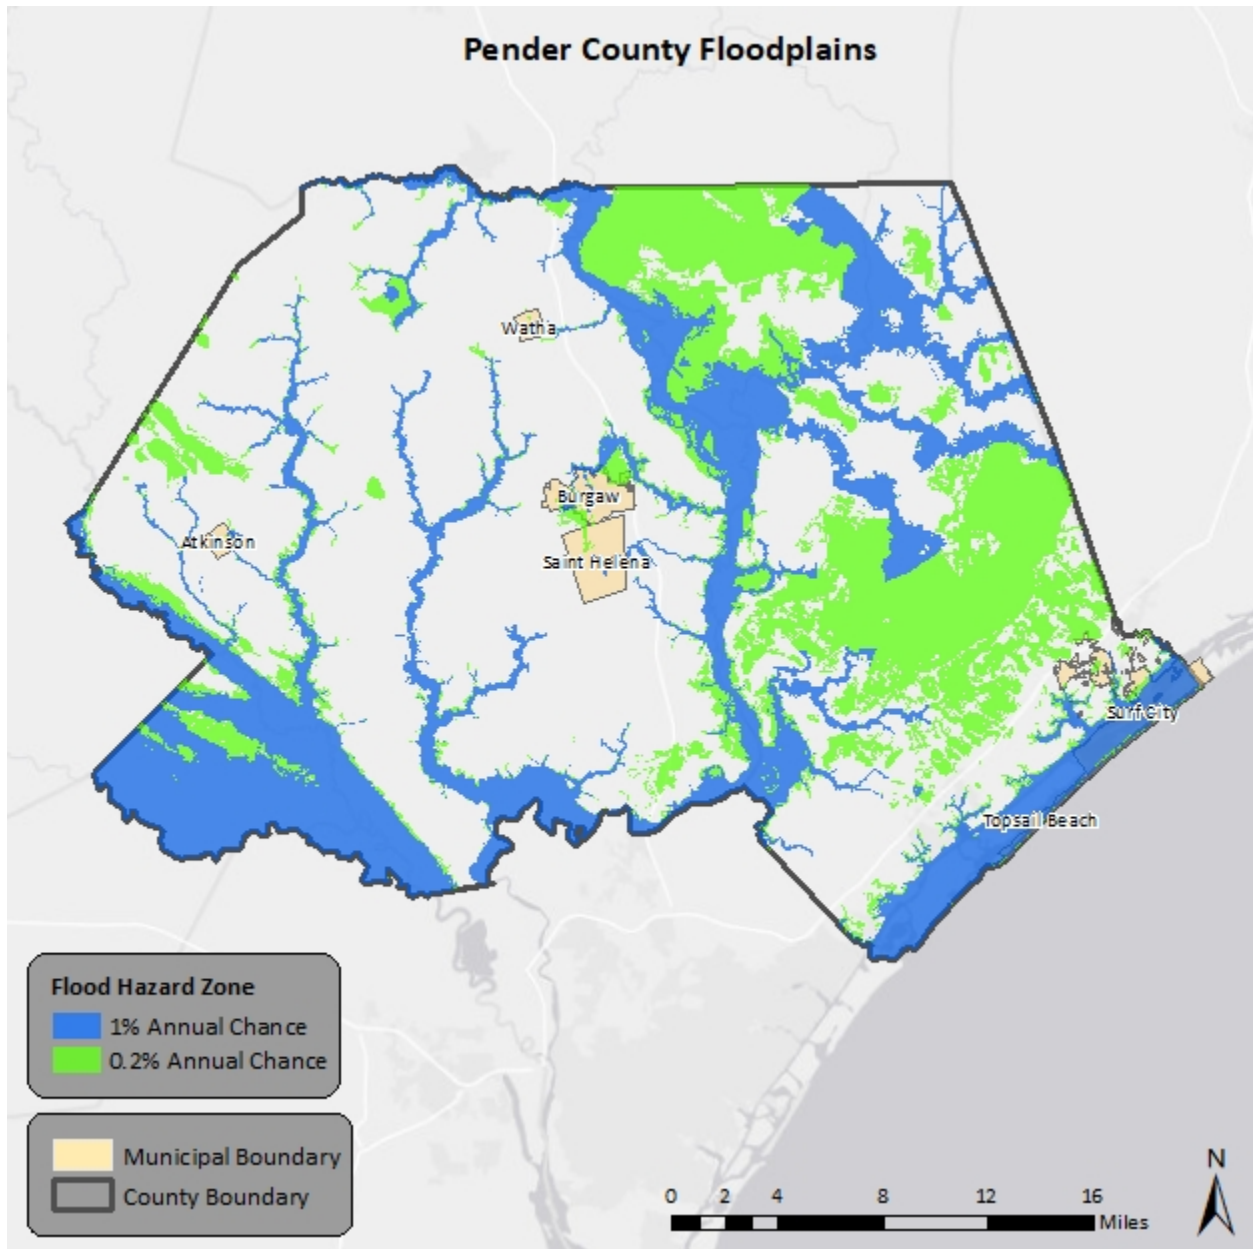 Pender County Floodplains
Watha
Burgaw
Atkinson
Saint Helena
Surf City
Topsail Beach
Flood Hazard Zone
1% Annual Chance
0.2% Annual Chance
Municipal Boundary
County Boundary
N
0 2 4 8 12 16
Miles